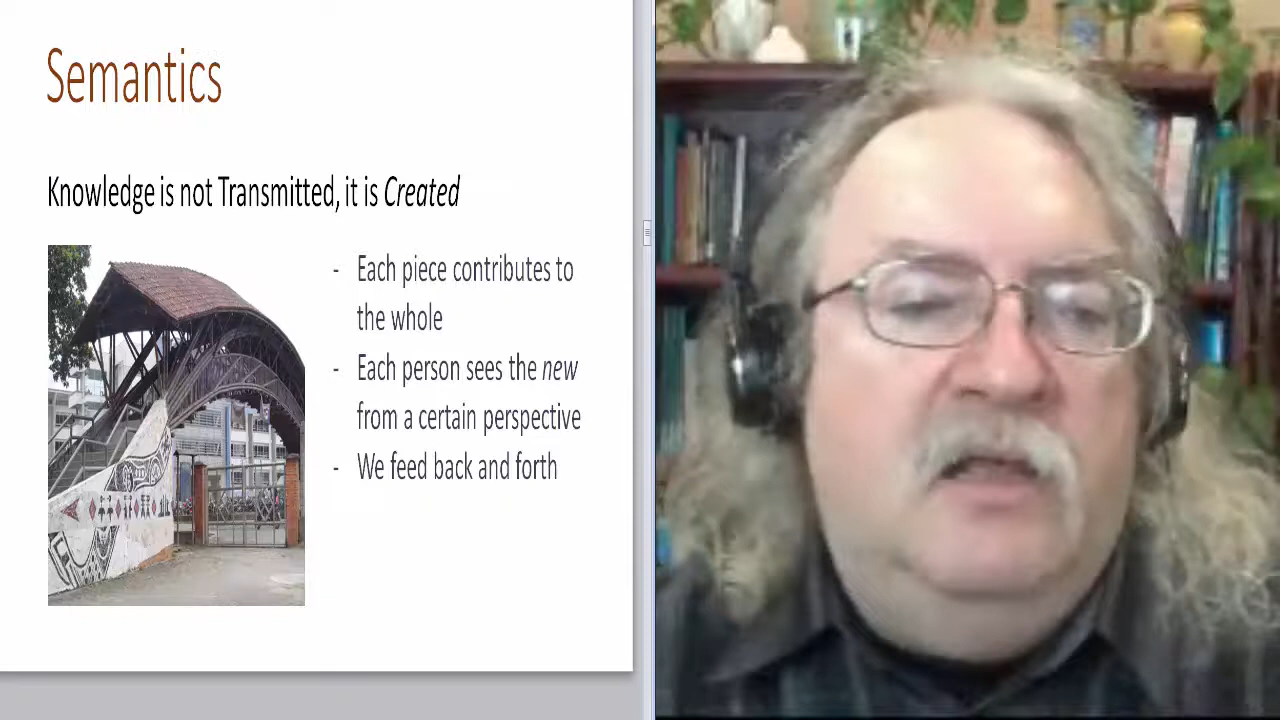 Semantics
Knowledge is not Transmitted, it is Created
- Each piece contributes to
the whole
- Each person sees the new
from a certain perspective
- We feed back and forth